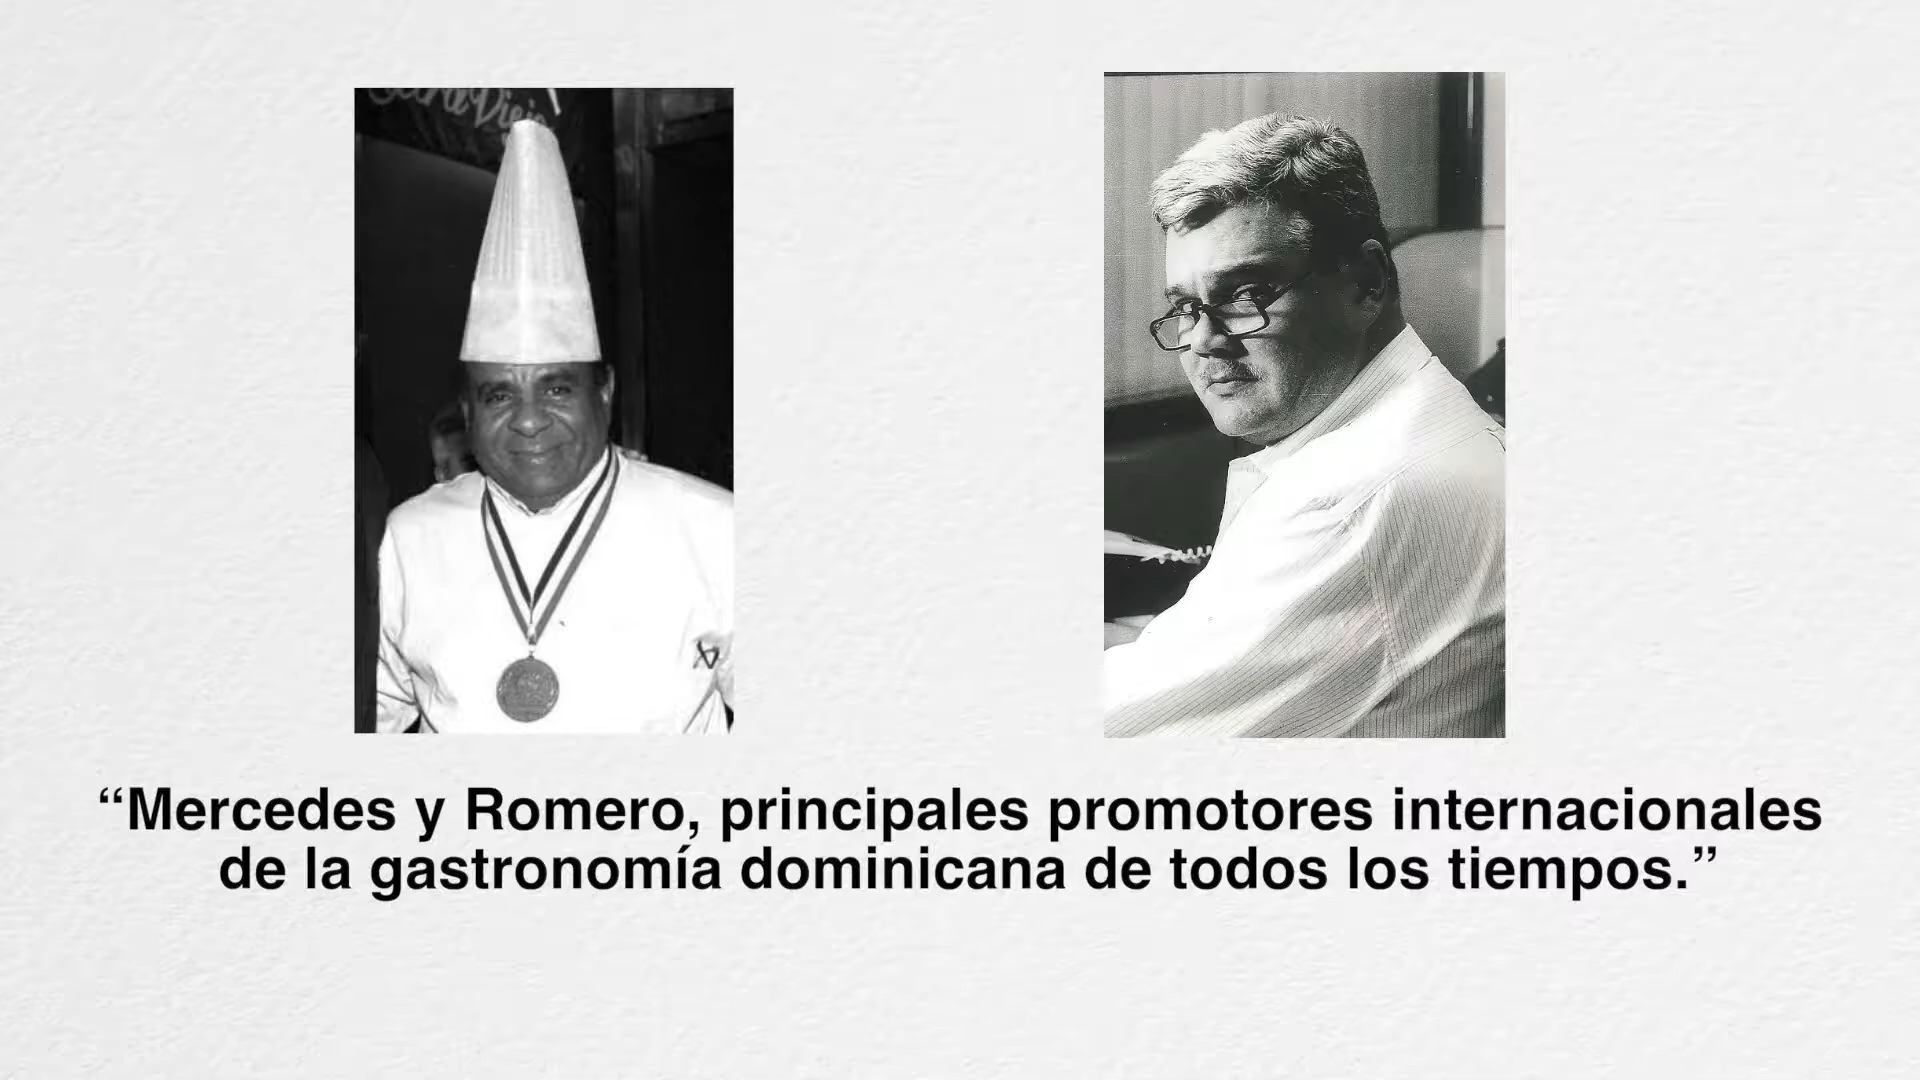 “Mercedes y Romero, principales promotores internacionales
de la gastronomía dominicana de todos los tiempos.”